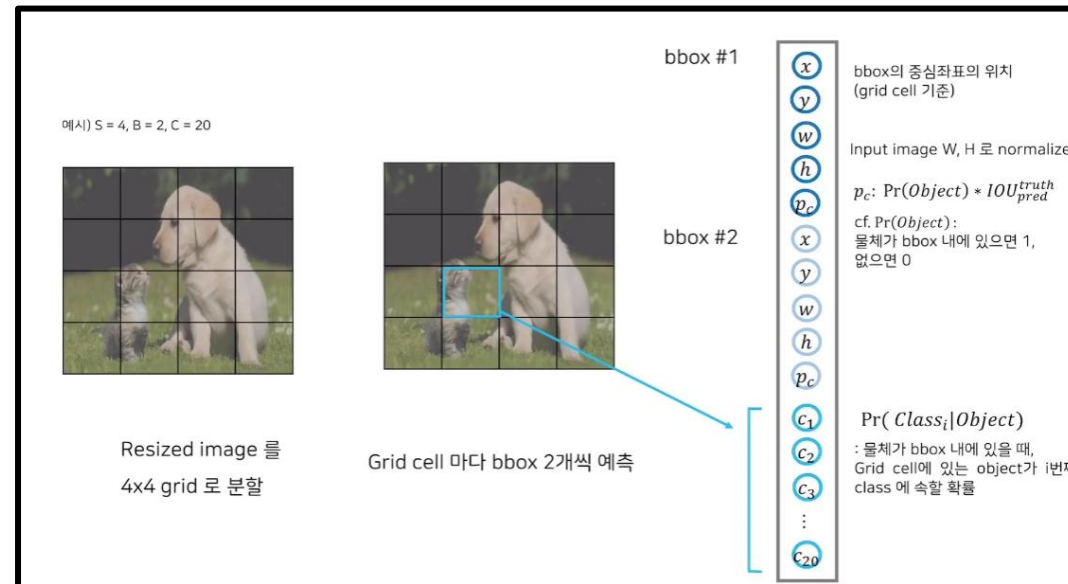 예시) S = 4, B = 2, C = 20
Resized image 를
4x4 grid 로 분할
Grid cell 마다 bbox 2개씩 예측
bbox #1
bbox #2
x
y
w
h
p_c
x
y
w
h
p_c
c_1
c_2
c_3
⋮
c_20
bbox의 중심좌표의 위치
(grid cell 기준)
Input image W, H 로 normalize
p_c: Pr(Object) * IOU_pred^truth
cf. Pr(Object) :
물체가 bbox 내에 있으면 1,
없으면 0
Pr( Class_i|Object)
: 물체가 bbox 내에 있을 때,
Grid cell에 있는 object가 i번
class 에 속할 확률